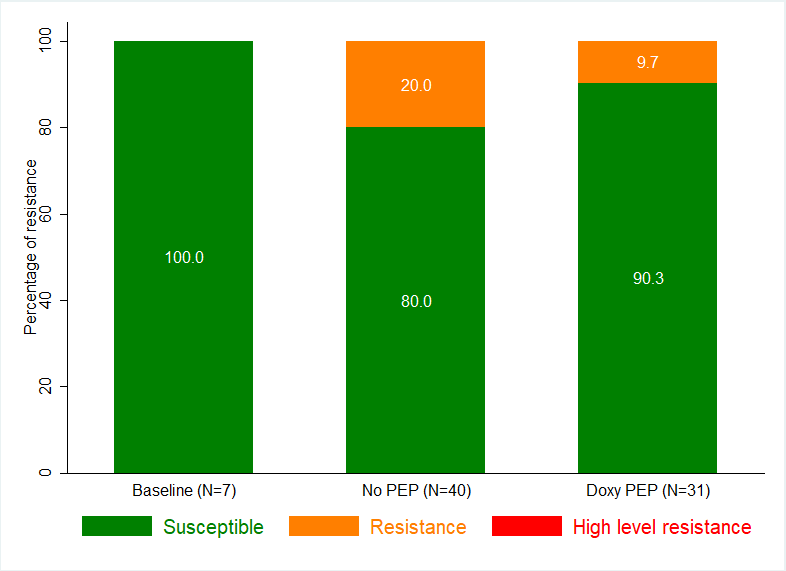 Percentage of resistance
100
80
60
40
20
0
100.0
20.0
80.0
9.7
90.3
Baseline (N=7)
No PEP (N=40)
Doxy PEP (N=31)
Susceptible
Resistance
High level resistance